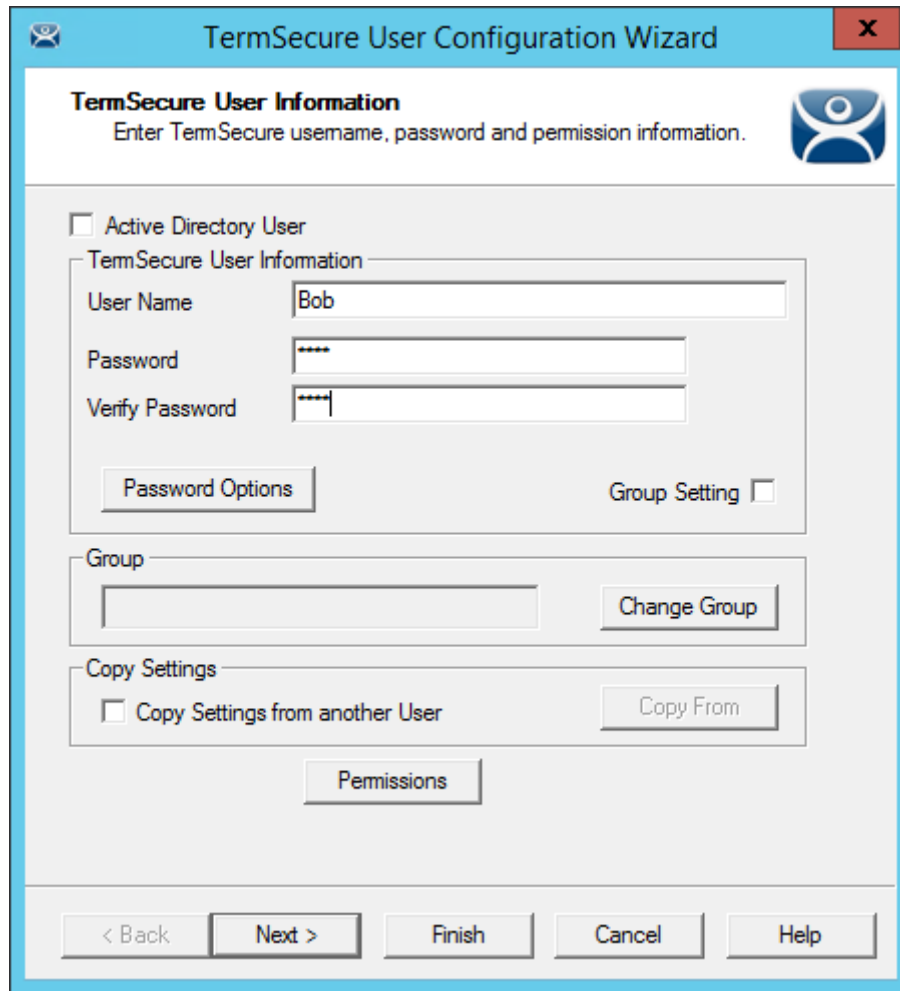 TermSecure User Configuration Wizard
X
TermSecure User Information
Enter TermSecure username, password and permission information.
Active Directory User
TermSecure User Information
User Name
Bob
Password
****
Verify Password
****
Password Options
Group Setting
Group
Change Group
Copy Settings
Copy Settings from another User
Copy From
Permissions
< Back
Next >
Finish
Cancel
Help